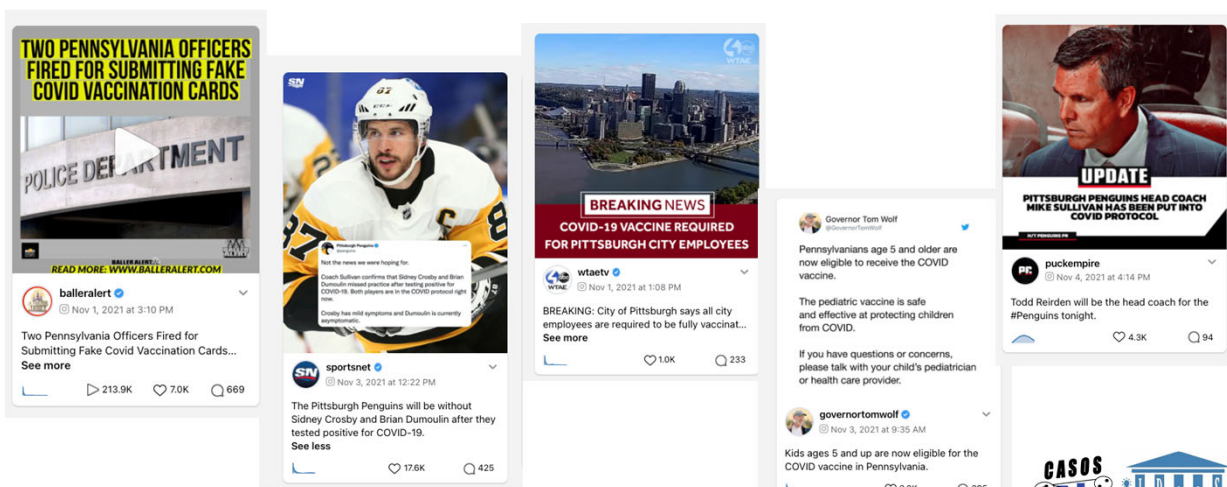 TWO PENNSYLVANIA OFFICERS
FIRED FOR SUBMITTING FAKE
COVID VACCINATION CARDS
POLICE DEPARTMENT
BALLER ALERT
READ MORE: WWW.BALLERALERT.COM
balleralert
Nov 1, 2021 at 3:10 PM
Two Pennsylvania Officers Fired for
Submitting Fake Covid Vaccination Cards...
See more
213.9K 7.0K 669
SN
87
C
87
Pittsburgh Penguins
@penguins
Not the news we were hoping for.
Coach Sullivan confirms that Sidney Crosby and Brian
Dumoulin missed practice after testing positive for
COVID-19. Both players are in the COVID protocol right
now.
Crosby has mild symptoms and Dumoulin is currently
asymptomatic.
SN
sportsnet
Nov 3, 2021 at 12:22 PM
The Pittsburgh Penguins will be without
Sidney Crosby and Brian Dumoulin after they
tested positive for COVID-19.
See less
17.6K 425
4 abc
WTAE
BREAKING NEWS
COVID-19 VACCINE REQUIRED
FOR PITTSBURGH CITY EMPLOYEES
WTAE
wtaetv
Nov 1, 2021 at 1:08 PM
BREAKING: City of Pittsburgh says all city
employees are required to be fully vaccinat...
See more
1.0K 233
Governor Tom Wolf
@GovernorTomWolf
Pennsylvanians age 5 and older are
now eligible to receive the COVID
vaccine.
The pediatric vaccine is safe
and effective at protecting children
from COVID.
If you have questions or concerns,
please talk with your child's pediatrician
or health care provider.
governortomwolf
Nov 3, 2021 at 9:35 AM
Kids ages 5 and up are now eligible for the
COVID vaccine in Pennsylvania.
UPDATE
PITTSBURGH PENGUINS HEAD COACH
MIKE SULLIVAN HAS BEEN PUT INTO
COVID PROTOCOL
H/T PENGUINS PR
PE
puckempire
Nov 4, 2021 at 4:14 PM
Todd Reirden will be the head coach for the
#Penguins tonight.
4.3K 94
CASOS